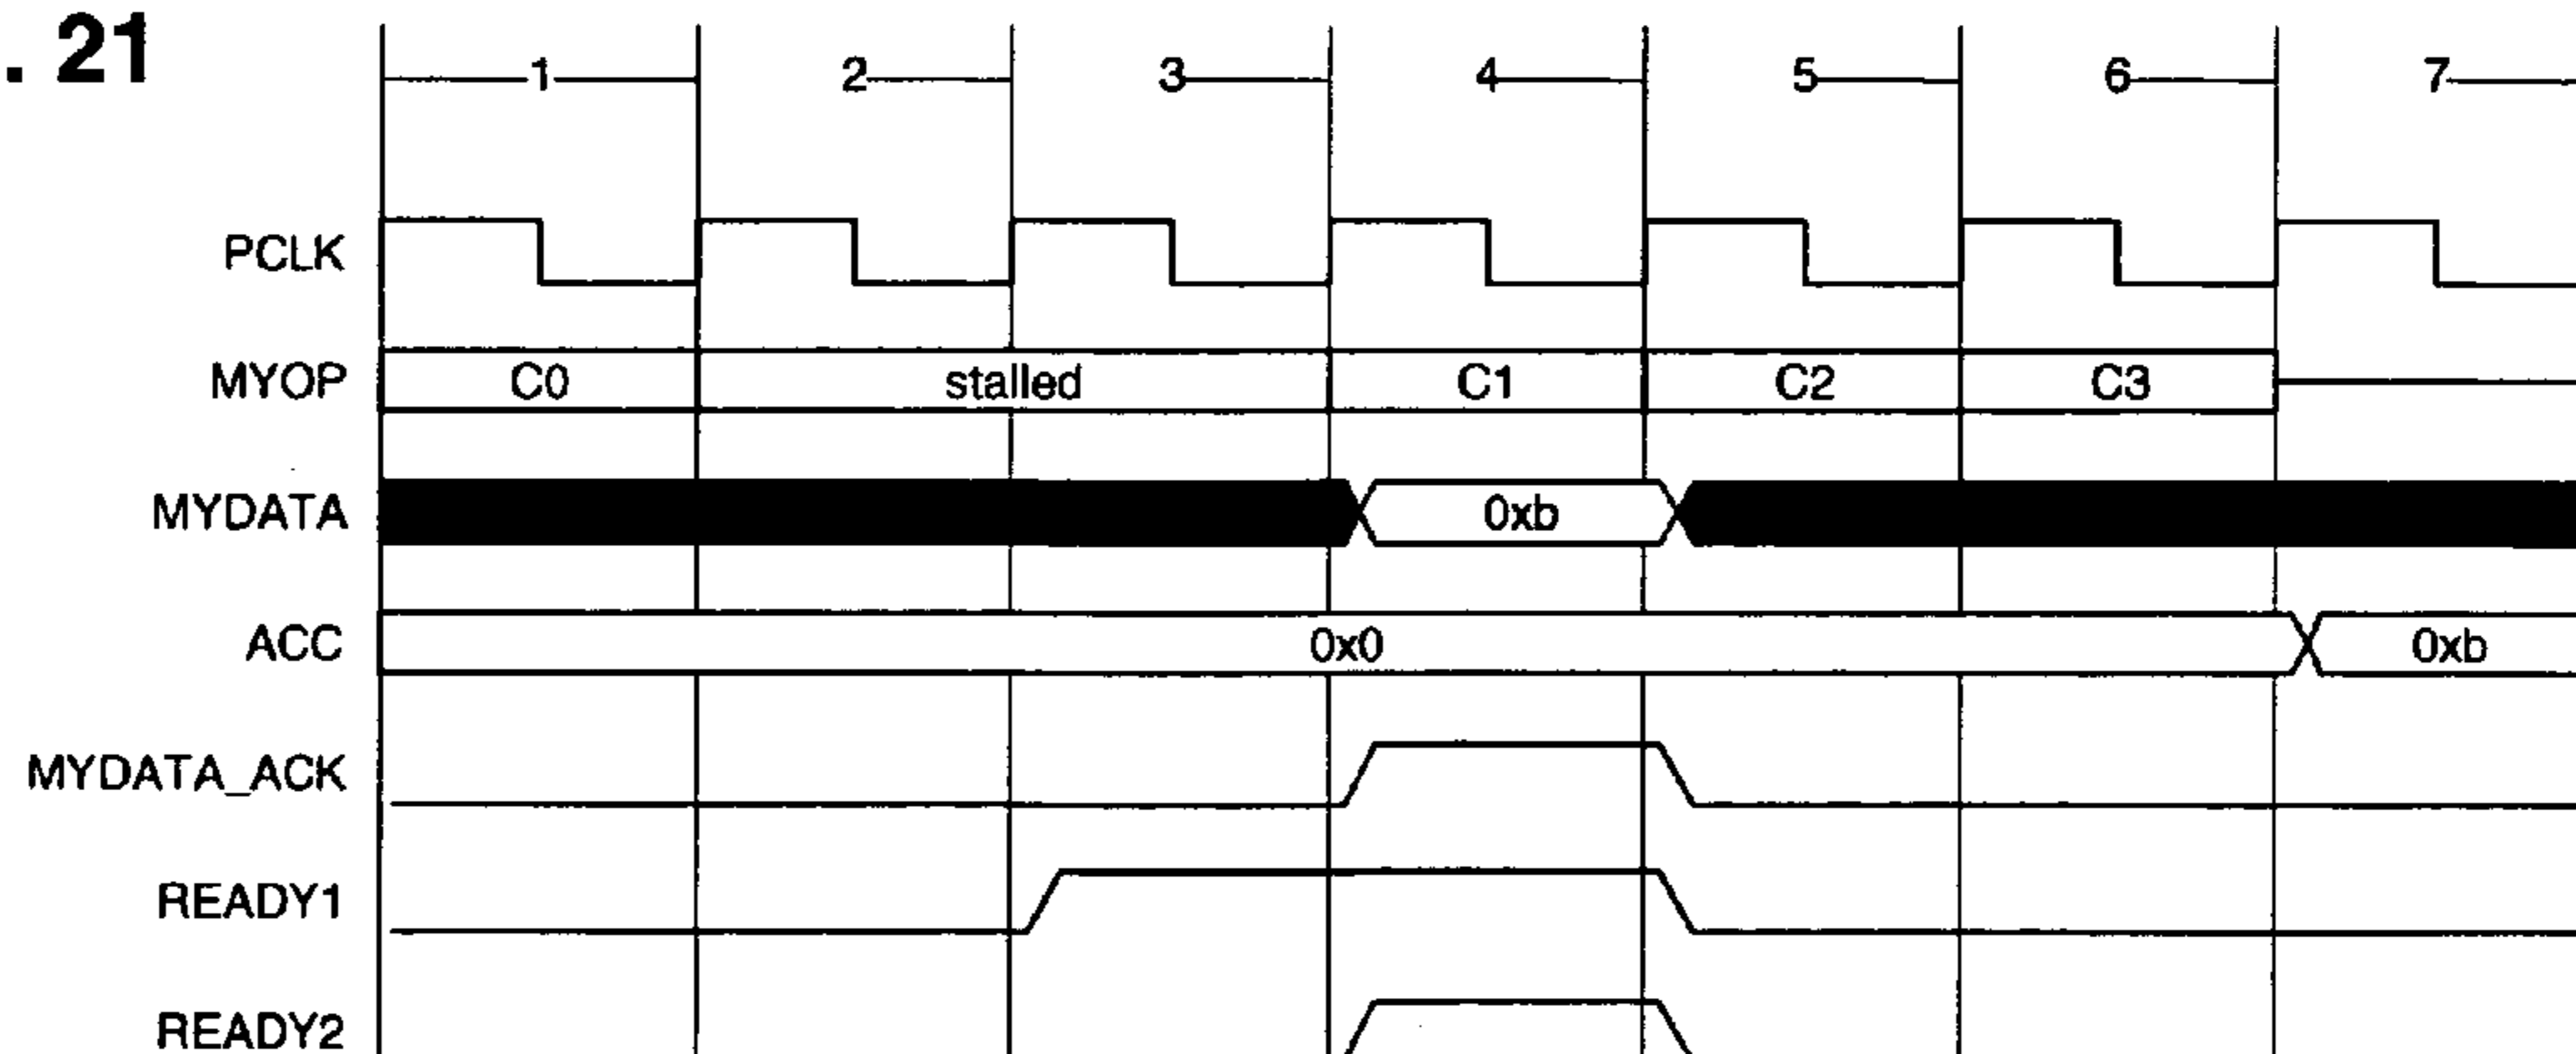 . 21
1 2 3 4 5 6 7
PCLK
MYOP C0 stalled C1 C2 C3
MYDATA 0xb
ACC 0x0 0xb
MYDATA_ACK
READY1
READY2